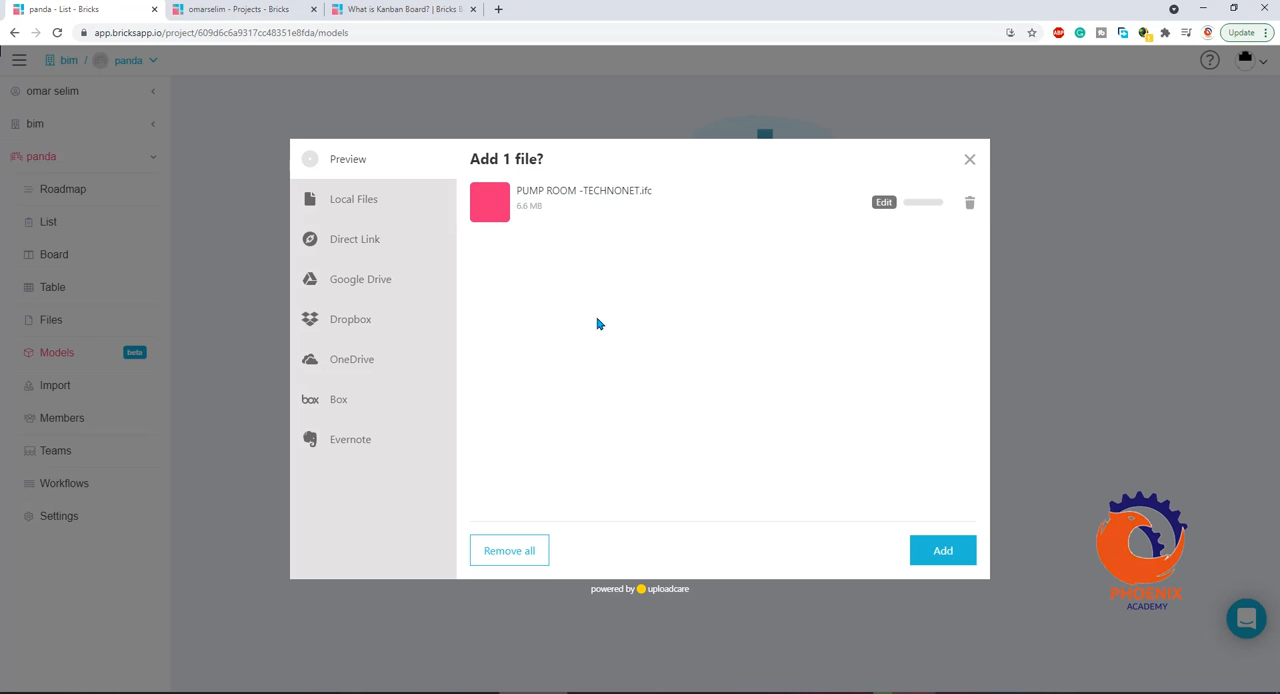 panda - List - Bricks
omarselim - Projects - Bricks
What is Kanban Board? | Bricks B
Update
app.bricksapp.io/project/609d6c6a9317cc48351e8fda/models
bim / panda
omar selim
bim
panda
Roadmap
List
Board
Table
Files
Models beta
Import
Members
Teams
Workflows
Settings
Preview
Local Files
Direct Link
Google Drive
Dropbox
OneDrive
box Box
Evernote
Add 1 file?
PUMP ROOM -TECHNONET.ifc
6.6 MB
Edit
Remove all
Add
powered by uploadcare
PHOENIX
ACADEMY